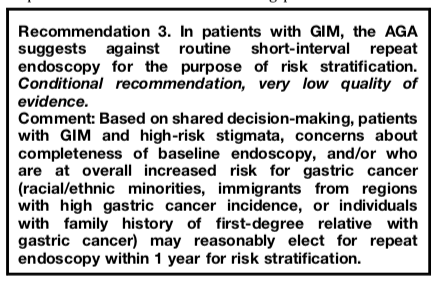 Recommendation 3. In patients with GIM, the AGA
suggests against routine short-interval repeat
endoscopy for the purpose of risk stratification.
Conditional recommendation, very low quality of
evidence.
Comment: Based on shared decision-making, patients
with GIM and high-risk stigmata, concerns about
completeness of baseline endoscopy, and/or who
are at overall increased risk for gastric cancer
(racial/ethnic minorities, immigrants from regions
with high gastric cancer incidence, or individuals
with family history of first-degree relative with
gastric cancer) may reasonably elect for repeat
endoscopy within 1 year for risk stratification.